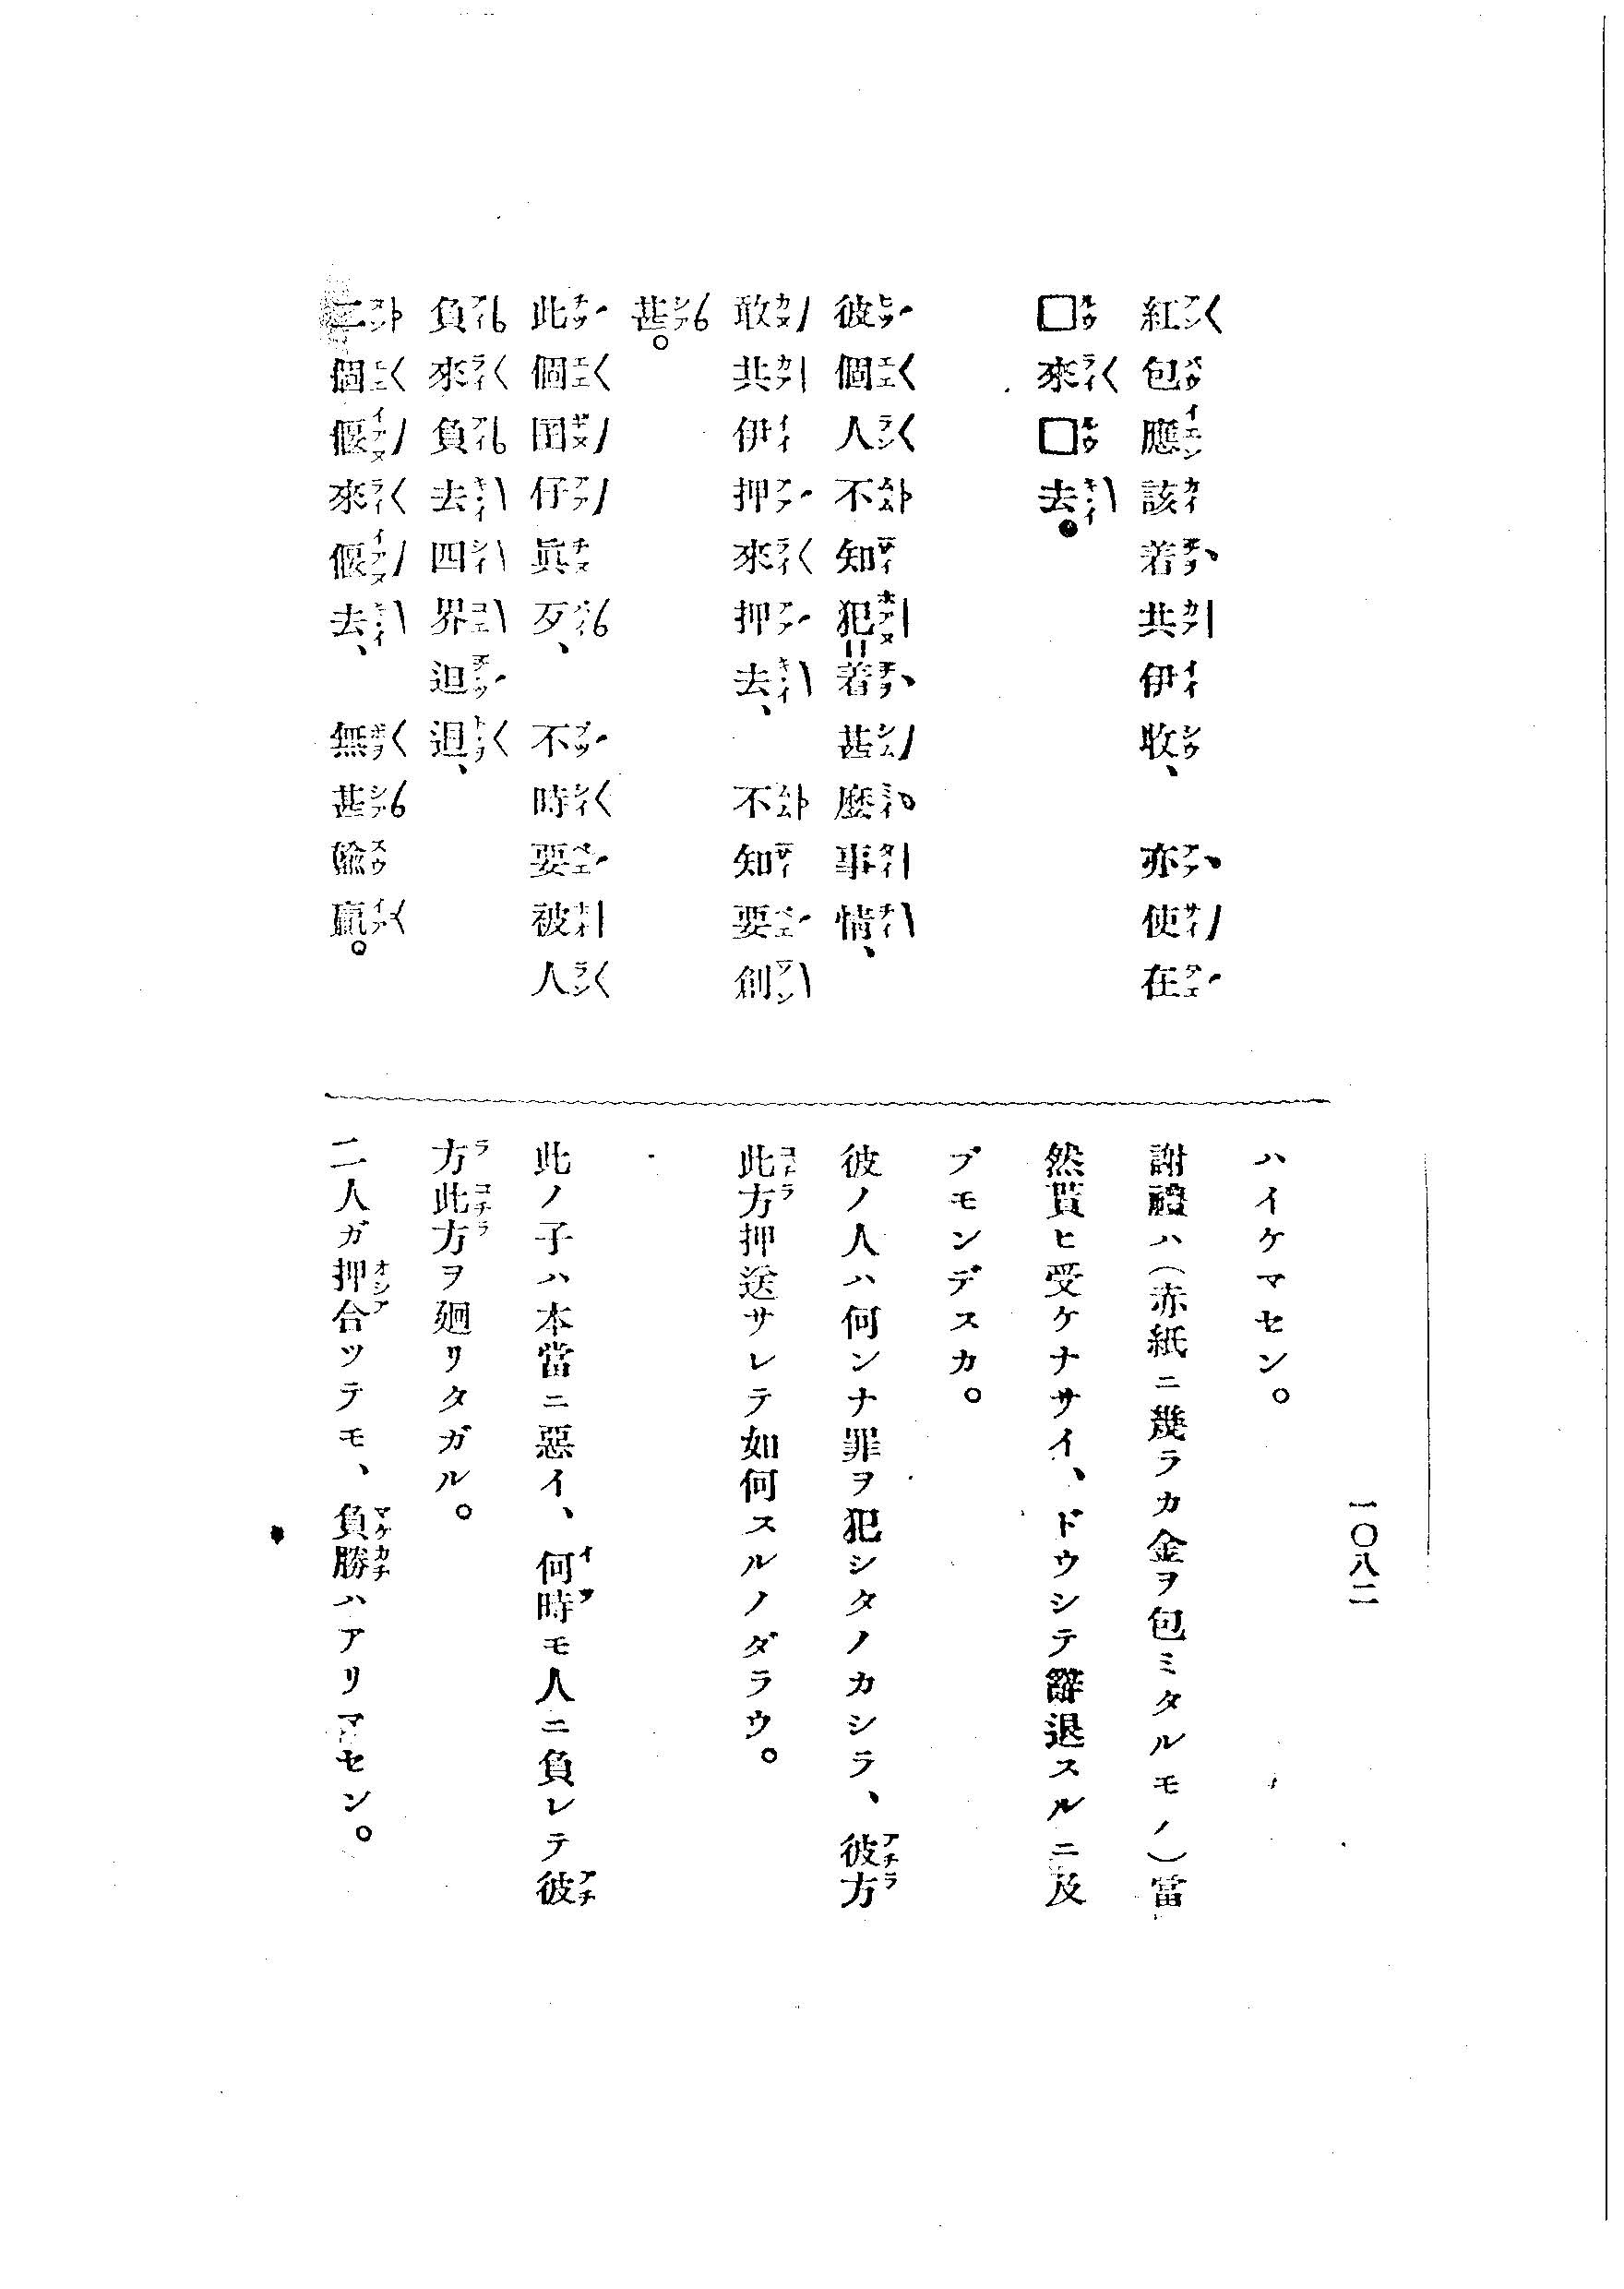 一〇八二
紅包應該着共伊收、亦使在
□來□去。
彼個人不知犯＝着甚麼事情、
敢共伊押來押去、不知要創
甚。
此個囝仔眞歹、不時要被人
負來負去四界𨑨迌、
二個偃來偃去、無甚輸贏。
ハイケマセン。
謝禮ハ（赤紙ニ幾ラカ金ヲ包ミタルモノ）當
然貰ヒ受ケナサイ、ドウシテ辭退スルニ及
ブモンデスカ。
彼ノ人ハ何ンナ罪ヲ犯シタノカシラ、彼方
此方押送サレテ如何スルノダラウ。
此ノ子ハ本當ニ惡イ、何時モ人ニ負レテ彼
方此方ヲ廻リタガル。
二人ガ押合ツテモ、負勝ハアリマセン。